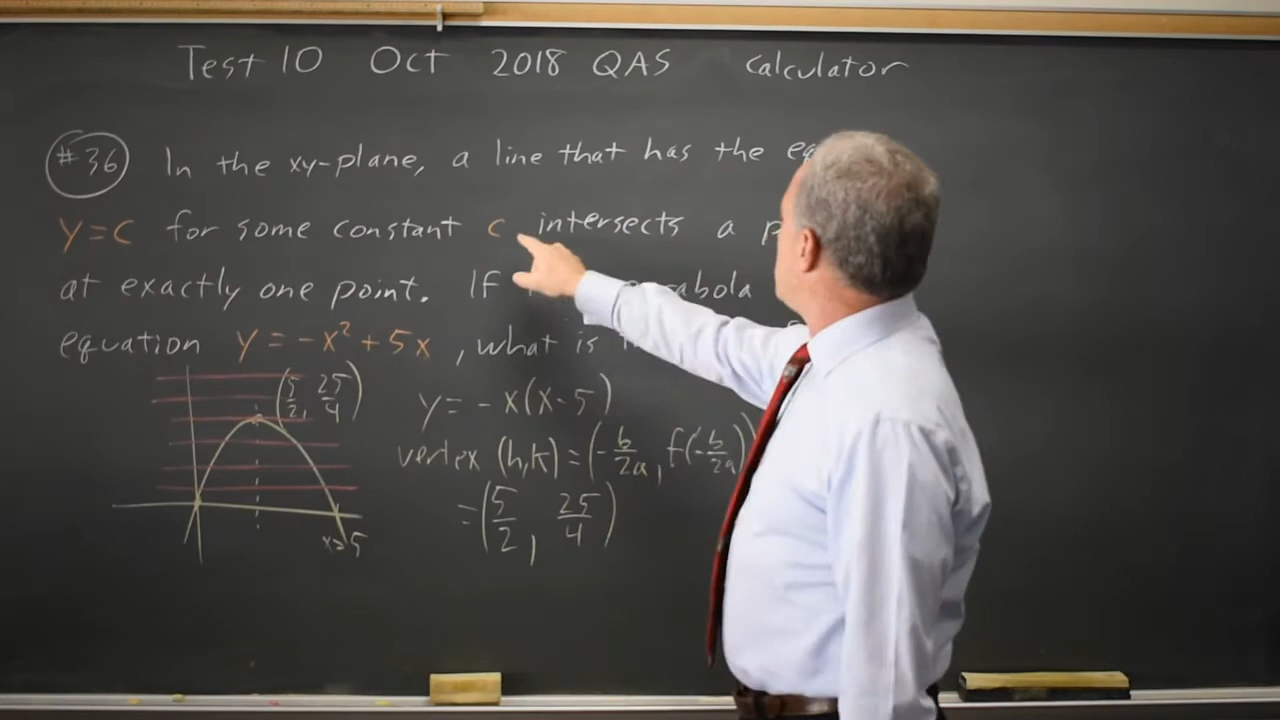 Test 10 Oct 2018 QAS calculator
#36 In the xy-plane, a line that has the
y=c for some constant c intersects a
at exactly one point. If
equation y = -x² + 5x, what is
(5/2, 25/4)
x=5
y = -x(x-5)
vertex (h,k) = (-b/2a, f(-b/2a))
= (5/2, 25/4)